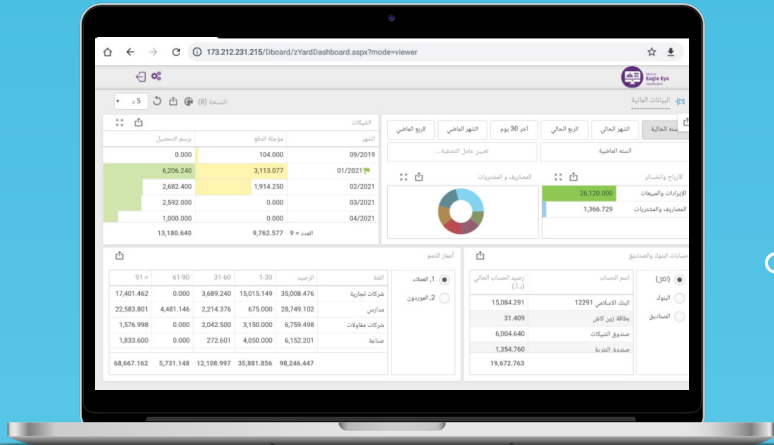 173.212.231.215/Dboard/zYardDashboard.aspx?mode=viewer
Eagle Eye
البيانات المالية
النسخة (8)
5 د
السنه الحالية
الشهر الحالي
الربع الحالي
آخر 30 يوم
الشهر الماضي
الربع الماضي
السنه الماضية
تعيين عامل التصفية...
الأرباح والخسائر
الإيرادات والمبيعات 26,120.000
المصاريف والمشتريات 1,366.729
المصاريف و المشتريات
الشيكات
الشهر مؤجلة الدفع برسم التحصيل
09/2019 104.000 0.000
01/2021 3,113.077 6,206.240
02/2021 1,914.250 2,682.400
03/2021 0.000 2,592.000
04/2021 0.000 1,000.000
العدد = 9 9,762.577 13,180.640
حسابات البنوك والصناديق
(الكل)
البنوك
الصناديق
اسم الحساب رصيد الحساب الحالي (د.أ.)
البنك الاسلامي 12291 15,084.291
بطاقة زين كاش 31.409
صندوق الشيكات 6,004.640
صندوق النثرية 1,354.760
19,672.763
أعمار الذمم
1, العملاء
2, الموردون
الفئة الرصيد 1-30 31-60 61-90 91 <
شركات تجارية 35,008.476 15,015.149 3,689.240 0.000 17,401.462
مدارس 28,749.102 675.000 2,214.376 4,481.146 22,583.801
شركات مقاولات 6,759.498 3,150.000 2,042.500 0.000 1,576.998
صناعة 6,152.201 4,050.000 272.601 0.000 1,833.600
98,246.447 35,881.856 12,108.997 5,731.148 68,667.162